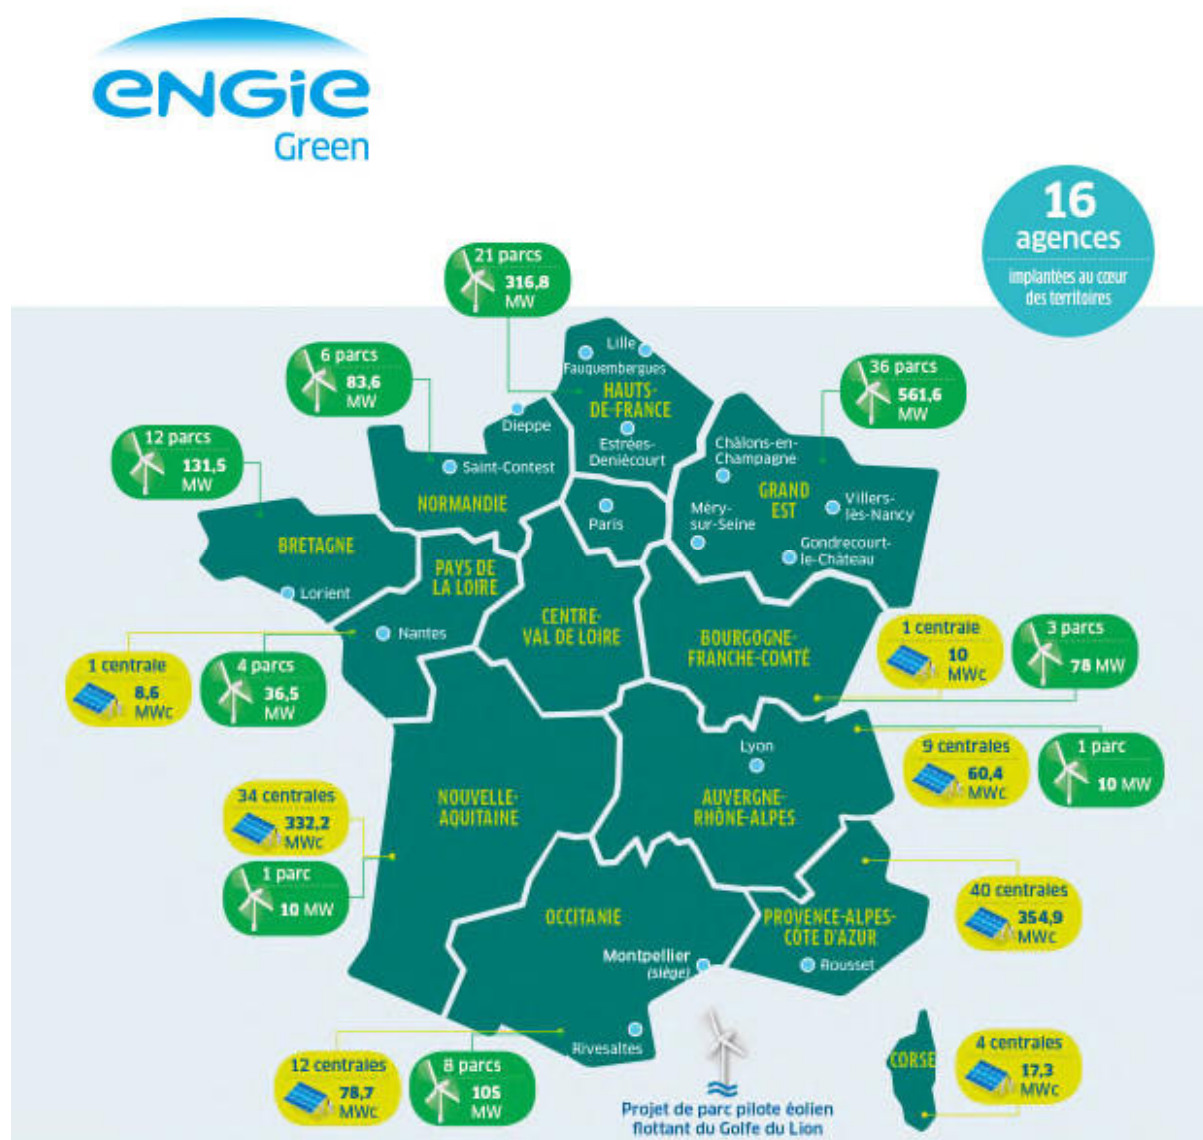 ENGIE
Green
16
agences
implantées au cœur
des territoires
21 parcs
316,8
MW
6 parcs
83,6
MW
12 parcs
131,5
MW
36 parcs
561,6
MW
Lille
Fauquembergues
HAUTS-
DE-FRANCE
Estrées-
Deniécourt
Dieppe
Saint-Contest
NORMANDIE
Châlons-en-
Champagne
GRAND
EST
Méry-
sur-Seine
Villers-
lès-Nancy
Gondrecourt-
le-Château
Paris
BRETAGNE
Lorient
PAYS DE
LA LOIRE
Nantes
CENTRE-
VAL DE LOIRE
BOURGOGNE-
FRANCHE-COMTÉ
1 centrale
8,6
MWc
4 parcs
36,5
MW
1 centrale
10
MWc
3 parcs
78 MW
9 centrales
60,4
MWc
1 parc
10 MW
Lyon
AUVERGNE-
RHÔNE-ALPES
NOUVELLE-
AQUITAINE
34 centrales
332,2
MWc
1 parc
10 MW
OCCITANIE
Montpellier
(siège)
PROVENCE-ALPES-
CÔTE D'AZUR
Rousset
40 centrales
354,9
MWc
Rivesaltes
12 centrales
78,7
MWc
8 parcs
105
MW
CORSE
4 centrales
17,3
MWc
Projet de parc pilote éolien
flottant du Golfe du Lion